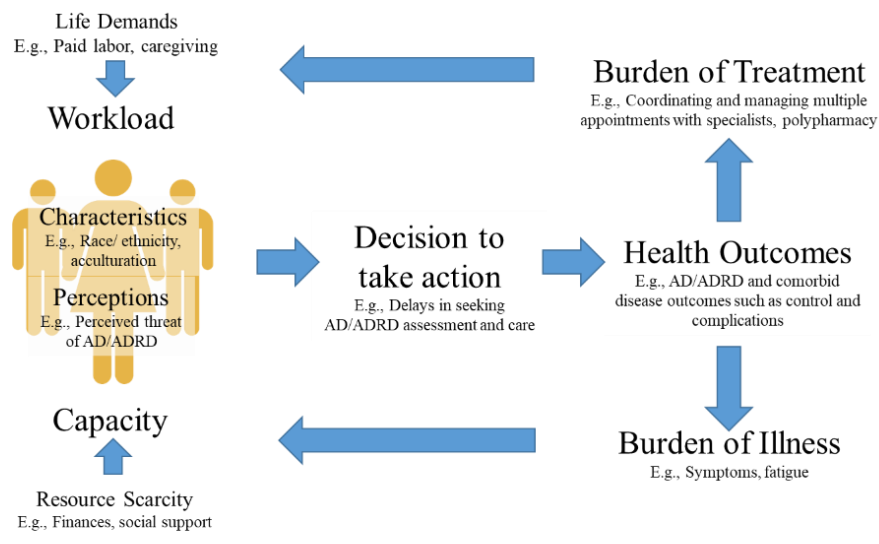 Life Demands
E.g., Paid labor, caregiving
Workload
Characteristics
E.g., Race/ ethnicity,
acculturation
Perceptions
E.g., Perceived threat
of AD/ADRD
Capacity
Resource Scarcity
E.g., Finances, social support
Decision to
take action
E.g., Delays in seeking
AD/ADRD assessment and care
Burden of Treatment
E.g., Coordinating and managing multiple
appointments with specialists, polypharmacy
Health Outcomes
E.g., AD/ADRD and comorbid
disease outcomes such as control and
complications
Burden of Illness
E.g., Symptoms, fatigue